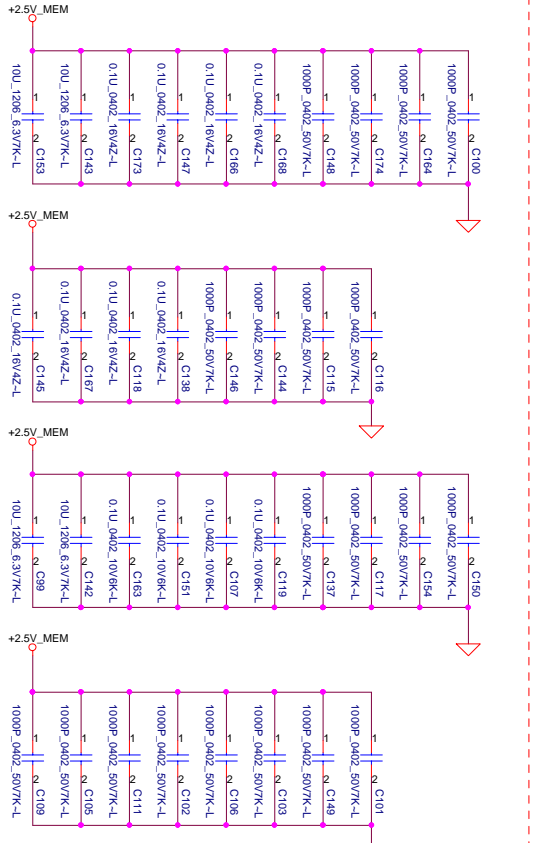 +2.5V_MEM
10U_1206_6.3V7K~L
1
2
C153
10U_1206_6.3V7K~L
1
2
C143
0.1U_0402_16V4Z~L
1
2
C173
0.1U_0402_16V4Z~L
1
2
C147
0.1U_0402_16V4Z~L
1
2
C166
0.1U_0402_16V4Z~L
1
2
C168
1000P_0402_50V7K~L
1
2
C148
1000P_0402_50V7K~L
1
2
C174
1000P_0402_50V7K~L
1
2
C164
1000P_0402_50V7K~L
1
2
C100
+2.5V_MEM
0.1U_0402_16V4Z~L
1
2
C145
0.1U_0402_16V4Z~L
1
2
C167
0.1U_0402_16V4Z~L
1
2
C118
0.1U_0402_16V4Z~L
1
2
C138
1000P_0402_50V7K~L
1
2
C146
1000P_0402_50V7K~L
1
2
C144
1000P_0402_50V7K~L
1
2
C115
1000P_0402_50V7K~L
1
2
C116
+2.5V_MEM
10U_1206_6.3V7K~L
1
2
C99
10U_1206_6.3V7K~L
1
2
C142
0.1U_0402_10V6K~L
1
2
C163
0.1U_0402_10V6K~L
1
2
C151
0.1U_0402_10V6K~L
1
2
C107
0.1U_0402_10V6K~L
1
2
C119
1000P_0402_50V7K~L
1
2
C137
1000P_0402_50V7K~L
1
2
C117
1000P_0402_50V7K~L
1
2
C154
1000P_0402_50V7K~L
1
2
C150
+2.5V_MEM
1000P_0402_50V7K~L
1
2
C109
1000P_0402_50V7K~L
1
2
C105
1000P_0402_50V7K~L
1
2
C111
1000P_0402_50V7K~L
1
2
C102
1000P_0402_50V7K~L
1
2
C106
1000P_0402_50V7K~L
1
2
C103
1000P_0402_50V7K~L
1
2
C149
1000P_0402_50V7K~L
1
2
C101